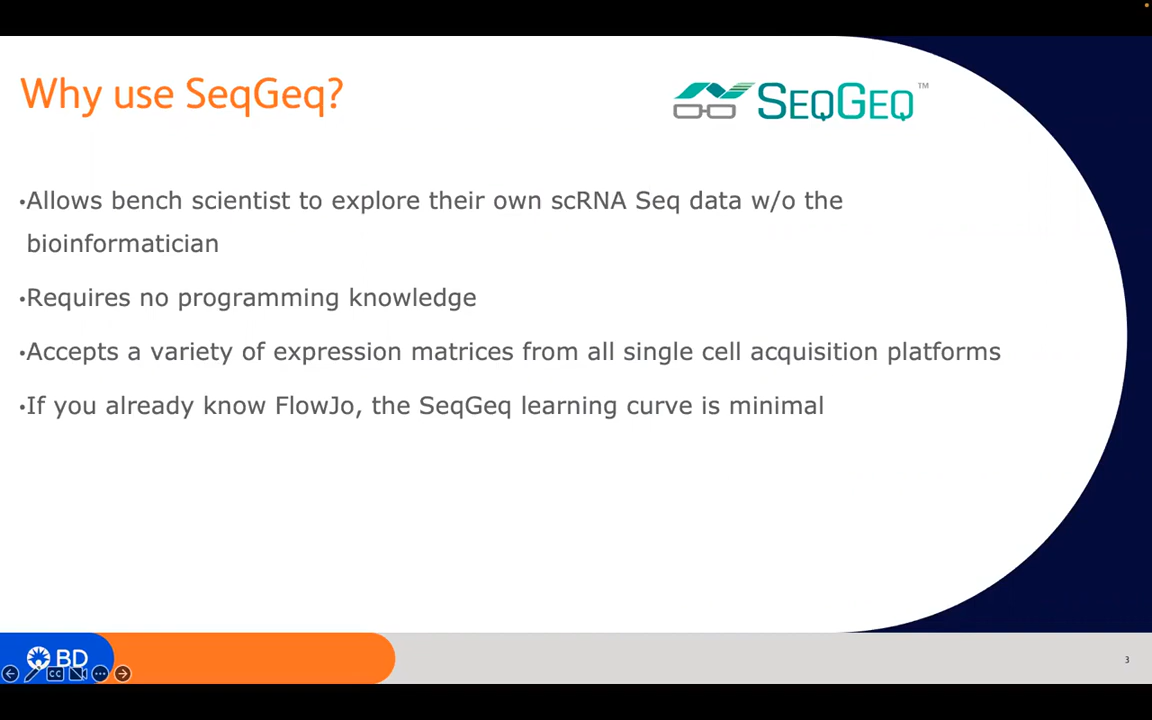 Why use SeqGeq?
SEQGEQ™
•Allows bench scientist to explore their own scRNA Seq data w/o the
bioinformatician
•Requires no programming knowledge
•Accepts a variety of expression matrices from all single cell acquisition platforms
•If you already know FlowJo, the SeqGeq learning curve is minimal
BD
CC
3